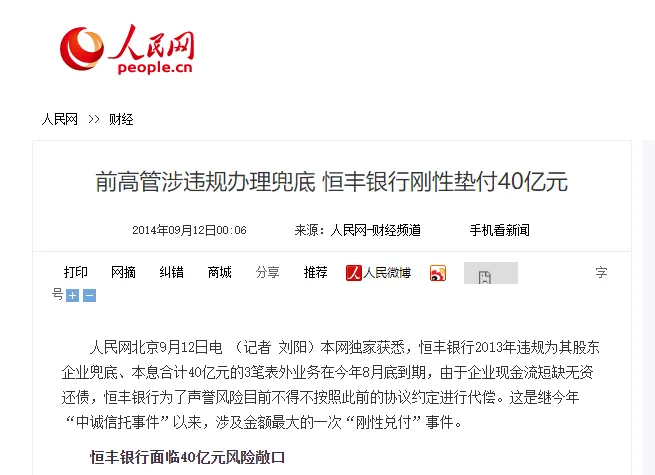 人民网
people.cn
人民网 >> 财经
前高管涉违规办理兜底 恒丰银行刚性垫付40亿元
2014年09月12日00:06 来源：人民网-财经频道 手机看新闻
打印 网摘 纠错 商城 分享 推荐 人民微博 字
号
人民网北京9月12日电 （记者 刘阳）本网独家获悉，恒丰银行2013年违规为其股东
企业兜底、本息合计40亿元的3笔表外业务在今年8月底到期，由于企业现金流短缺无资
还债，恒丰银行为了声誉风险目前不得不按照此前的协议约定进行代偿。这是继今年
“中诚信托事件”以来，涉及金额最大的一次“刚性兑付”事件。
恒丰银行面临40亿元风险敞口